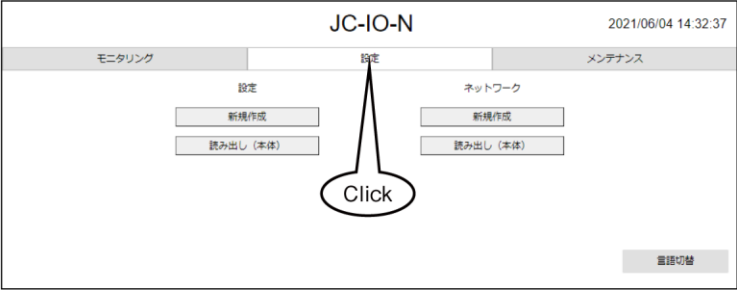 JC-IO-N 2021/06/04 14:32:37
モニタリング 設定 メンテナンス
設定 ネットワーク
新規作成 新規作成
読み出し（本体） 読み出し（本体）
Click
言語切替